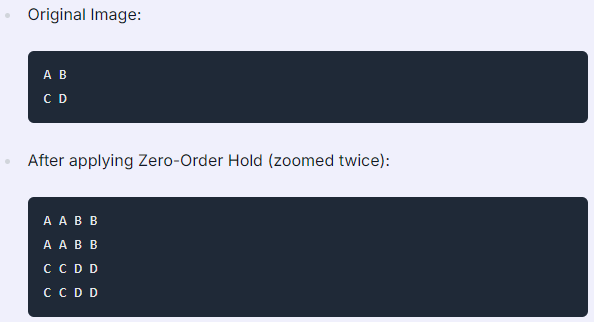 Original Image:
A B
C D
After applying Zero-Order Hold (zoomed twice):
A A B B
A A B B
C C D D
C C D D